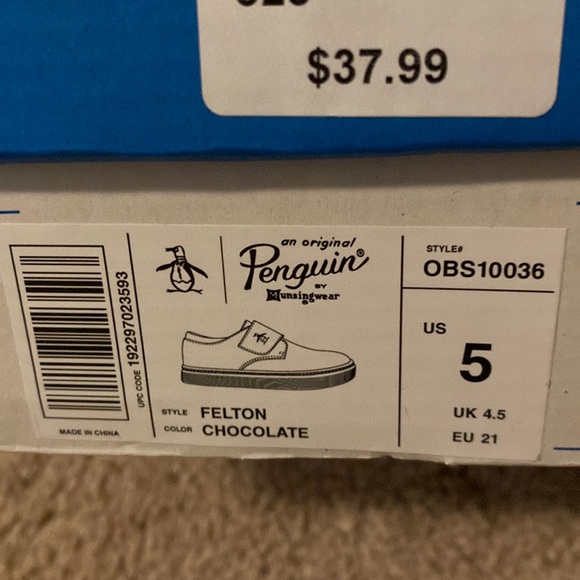 $37.99
an original
Penguin®
BY
Munsingwear
STYLE#
OBS10036
US
5
UK 4.5
EU 21
STYLE FELTON
COLOR CHOCOLATE
UPC CODE 192297023593
MADE IN CHINA